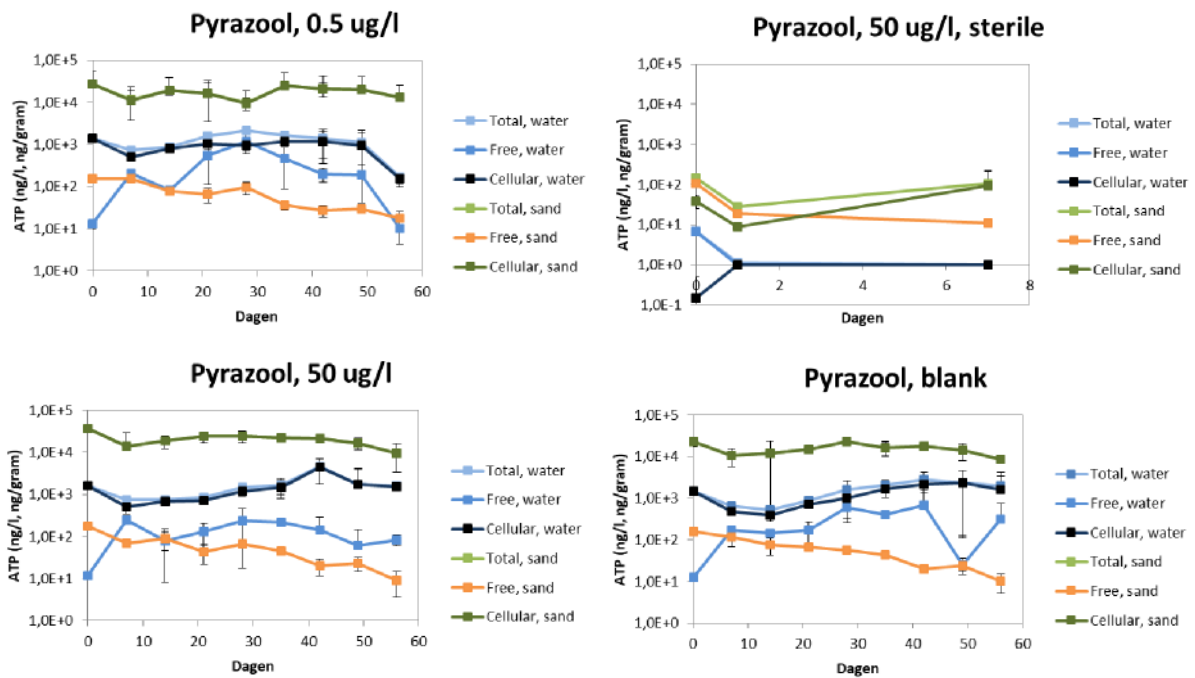 Pyrazool, 0.5 ug/l
ATP (ng/l, ng/gram)
1,0E+5
1,0E+4
1,0E+3
1,0E+2
1,0E+1
1,0E+0
0 10 20 30 40 50 60
Dagen
Total, water
Free, water
Cellular, water
Total, sand
Free, sand
Cellular, sand
Pyrazool, 50 ug/l, sterile
ATP (ng/l, ng/gram)
1,0E+5
1,0E+4
1,0E+3
1,0E+2
1,0E+1
1,0E+0
1,0E-1
0 2 4 6 8
Dagen
Total, water
Free, water
Cellular, water
Total, sand
Free, sand
Cellular, sand
Pyrazool, 50 ug/l
ATP (ng/l, ng/gram)
1,0E+5
1,0E+4
1,0E+3
1,0E+2
1,0E+1
1,0E+0
0 10 20 30 40 50 60
Dagen
Total, water
Free, water
Cellular, water
Total, sand
Free, sand
Cellular, sand
Pyrazool, blank
ATP (ng/l, ng/gram)
1,0E+5
1,0E+4
1,0E+3
1,0E+2
1,0E+1
1,0E+0
0 10 20 30 40 50 60
Dagen
Total, water
Free, water
Cellular, water
Total, sand
Free, sand
Cellular, sand